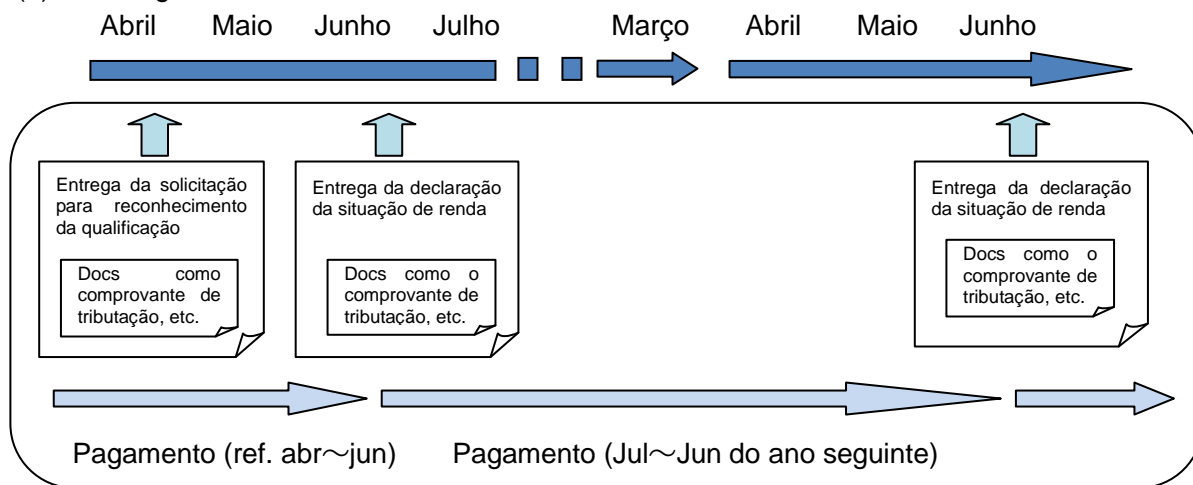 Abril Maio Junho Julho Março Abril Maio Junho
Entrega da solicitação
para reconhecimento
da qualificação
Docs como
comprovante de
tributação, etc.
Entrega da declaração
da situação de renda
Docs como o
comprovante de
tributação, etc.
Entrega da declaração
da situação de renda
Docs como o
comprovante de
tributação, etc.
Pagamento (ref. abr～jun)
Pagamento (Jul～Jun do ano seguinte)